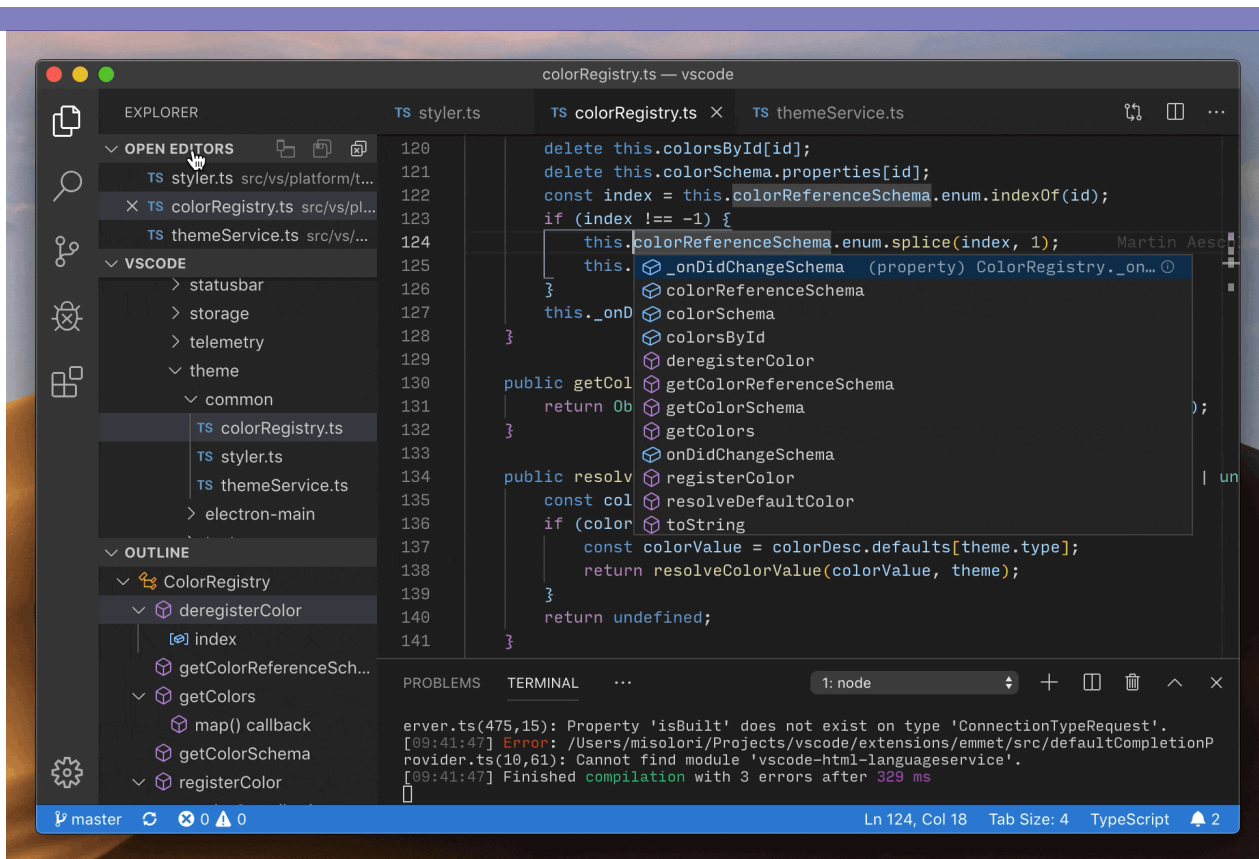 colorRegistry.ts — vscode
EXPLORER
TS styler.ts
TS colorRegistry.ts
TS themeService.ts
OPEN EDITORS
TS styler.ts src/vs/platform/t...
TS colorRegistry.ts src/vs/pl...
TS themeService.ts src/vs/...
VSCODE
statusbar
storage
telemetry
theme
common
TS colorRegistry.ts
TS styler.ts
TS themeService.ts
electron-main
OUTLINE
ColorRegistry
deregisterColor
index
getColorReferenceSch...
getColors
map() callback
getColorSchema
registerColor
120 delete this.colorsById[id];
121 delete this.colorSchema.properties[id];
122 const index = this.colorReferenceSchema.enum.indexOf(id);
123 if (index !== -1) {
124 this.colorReferenceSchema.enum.splice(index, 1); Martin Aesc
125 this.
126 }
127 this._onD
128 }
129
130 public getCol
131 return Ob );
132 }
133
134 public resolv | un
135 const col
136 if (color
137 const colorValue = colorDesc.defaults[theme.type];
138 return resolveColorValue(colorValue, theme);
139 }
140 return undefined;
141 }
_onDidChangeSchema (property) ColorRegistry._on...
colorReferenceSchema
colorSchema
colorsById
deregisterColor
getColorReferenceSchema
getColorSchema
getColors
onDidChangeSchema
registerColor
resolveDefaultColor
toString
PROBLEMS TERMINAL ... 1: node
erver.ts(475,15): Property 'isBuilt' does not exist on type 'ConnectionTypeRequest'.
[09:41:47] Error: /Users/misolori/Projects/vscode/extensions/emmet/src/defaultCompletionP
rovider.ts(10,61): Cannot find module 'vscode-html-languageservice'.
[09:41:47] Finished compilation with 3 errors after 329 ms
master 0 0 Ln 124, Col 18 Tab Size: 4 TypeScript 2